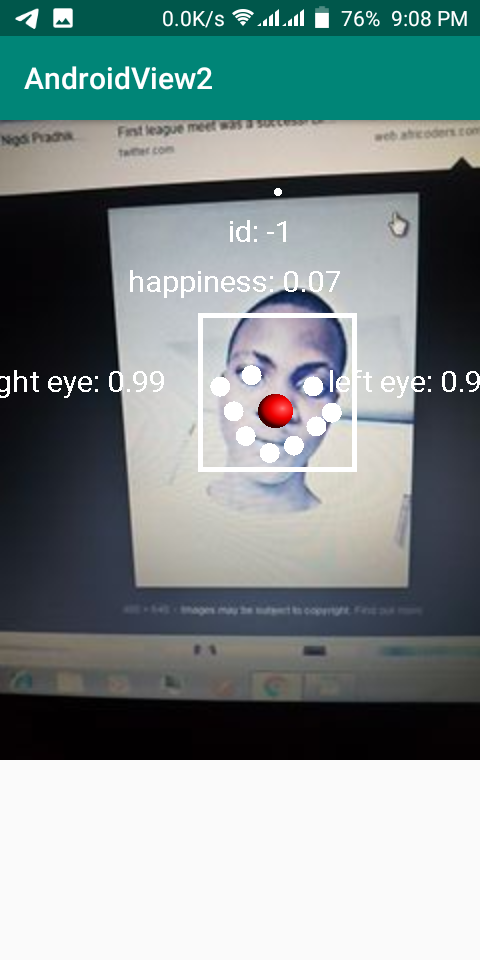 0.0K/s 76% 9:08 PM
AndroidView2
Nigdi Pradhik...
First league meet was a success!
web.africoders.com
twitter.com
id: -1
happiness: 0.07
ght eye: 0.99
left eye: 0.9
Images may be subject to copyright. Find out more